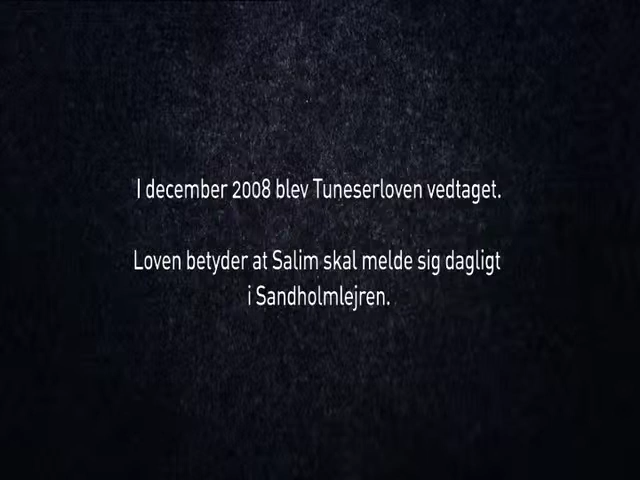 I december 2008 blev Tuneserloven vedtaget.
Loven betyder at Salim skal melde sig dagligt
i Sandholmlejren.